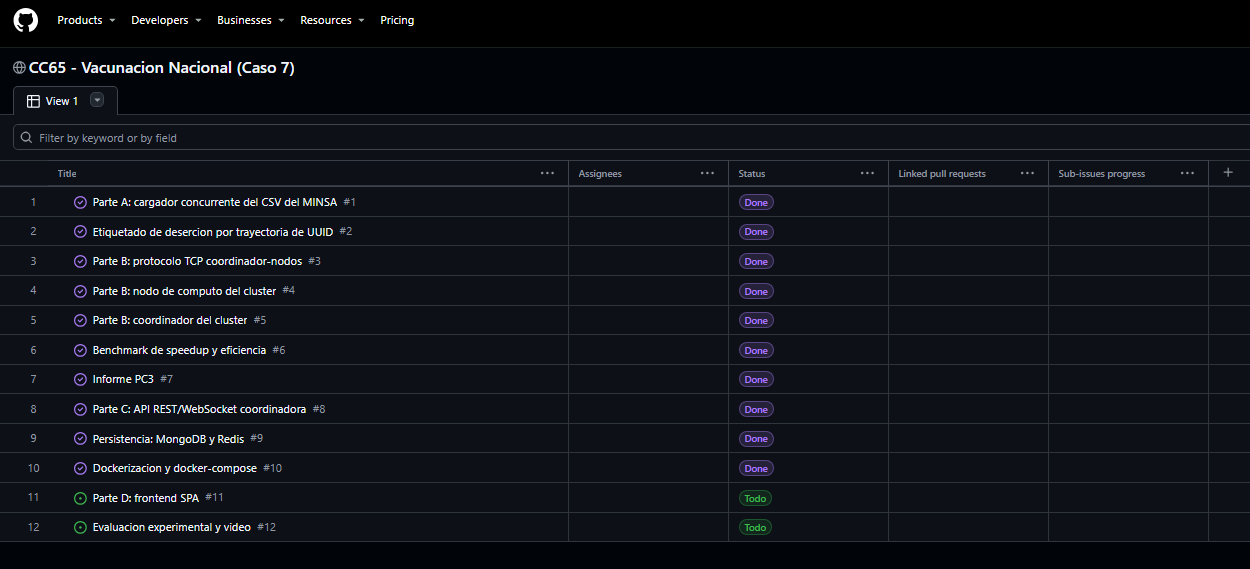 Products Developers Businesses Resources Pricing
CC65 - Vacunacion Nacional (Caso 7)
View 1
Filter by keyword or by field
Title Assignees Status Linked pull requests Sub-issues progress
1 Parte A: cargador concurrente del CSV del MINSA #1 Done
2 Etiquetado de desercion por trayectoria de UUID #2 Done
3 Parte B: protocolo TCP coordinador-nodos #3 Done
4 Parte B: nodo de computo del cluster #4 Done
5 Parte B: coordinador del cluster #5 Done
6 Benchmark de speedup y eficiencia #6 Done
7 Informe PC3 #7 Done
8 Parte C: API REST/WebSocket coordinadora #8 Done
9 Persistencia: MongoDB y Redis #9 Done
10 Dockerizacion y docker-compose #10 Done
11 Parte D: frontend SPA #11 Todo
12 Evaluacion experimental y video #12 Todo